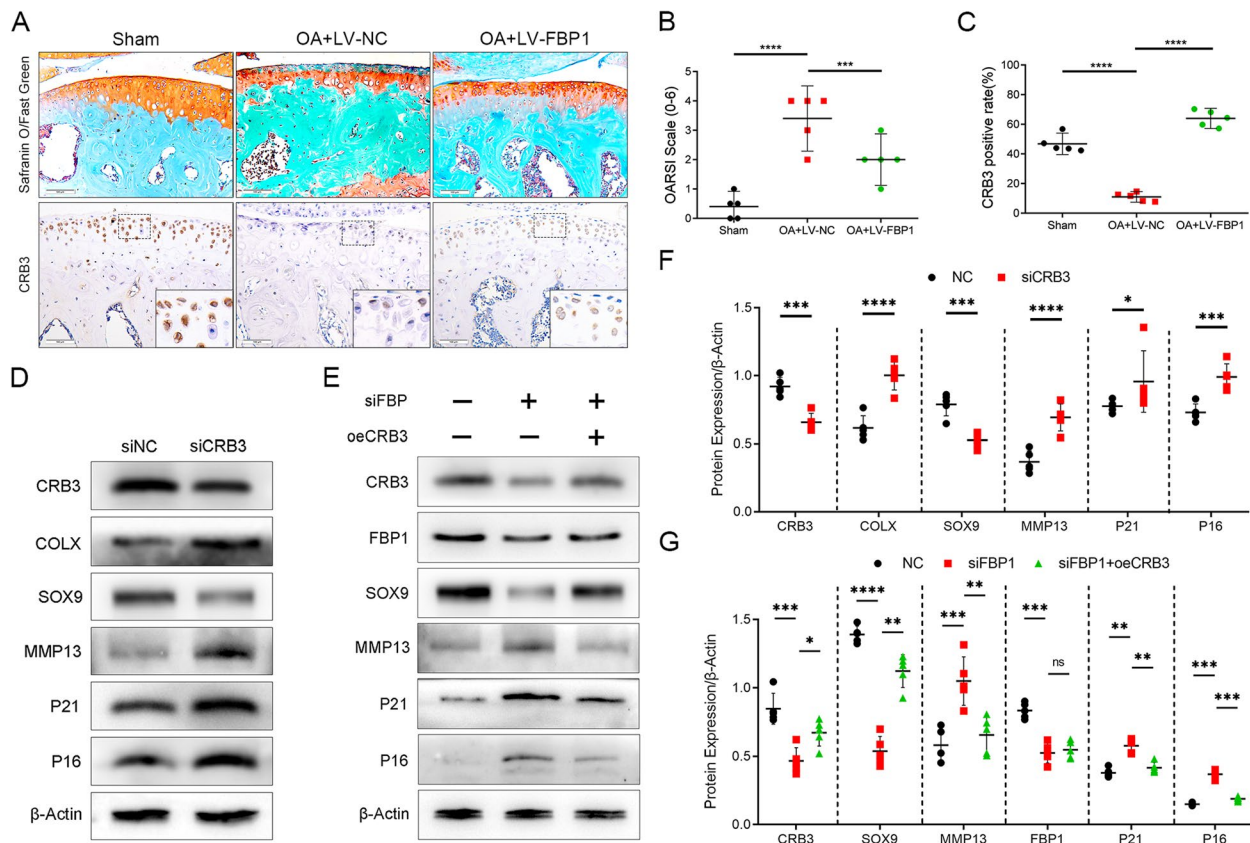 A
Sham
OA+LV-NC
OA+LV-FBP1
Safranin O/Fast Green
CRB3
B
****
***
OARSI Scale (0-6)
6
5
4
3
2
1
0
Sham
OA+LV-NC
OA+LV-FBP1
C
****
****
CRB3 positive rate(%)
100
80
60
40
20
0
Sham
OA+LV-NC
OA+LV-FBP1
D
siNC
siCRB3
CRB3
COLX
SOX9
MMP13
P21
P16
β-Actin
E
siFBP − + +
oeCRB3 − − +
CRB3
FBP1
SOX9
MMP13
P21
P16
β-Actin
F
NC
siCRB3
*** **** *** **** * ***
Protein Expression/β-Actin
1.5
1.0
0.5
0.0
CRB3 COLX SOX9 MMP13 P21 P16
G
NC
siFBP1
siFBP1+oeCRB3
*** * **** ** *** ** *** ns ** ** *** ***
Protein Expression/β-Actin
1.5
1.0
0.5
0.0
CRB3 SOX9 MMP13 FBP1 P21 P16